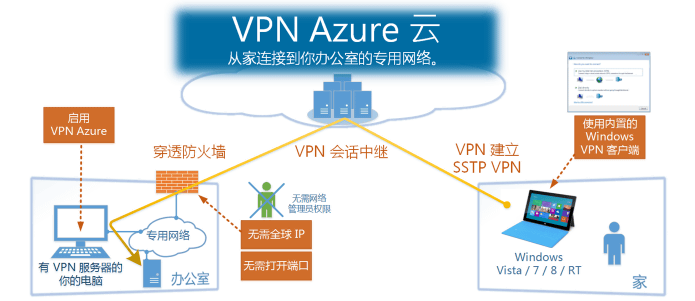 VPN Azure 云
从家连接到你办公室的专用网络。
启用
VPN Azure
穿透防火墙
VPN 会话中继
VPN 建立
SSTP VPN
使用内置的
Windows
VPN 客户端
无需网络
管理员权限
无需全球 IP
无需打开端口
专用网络
有 VPN 服务器的
你的电脑
办公室
Windows
Vista / 7 / 8 / RT
家